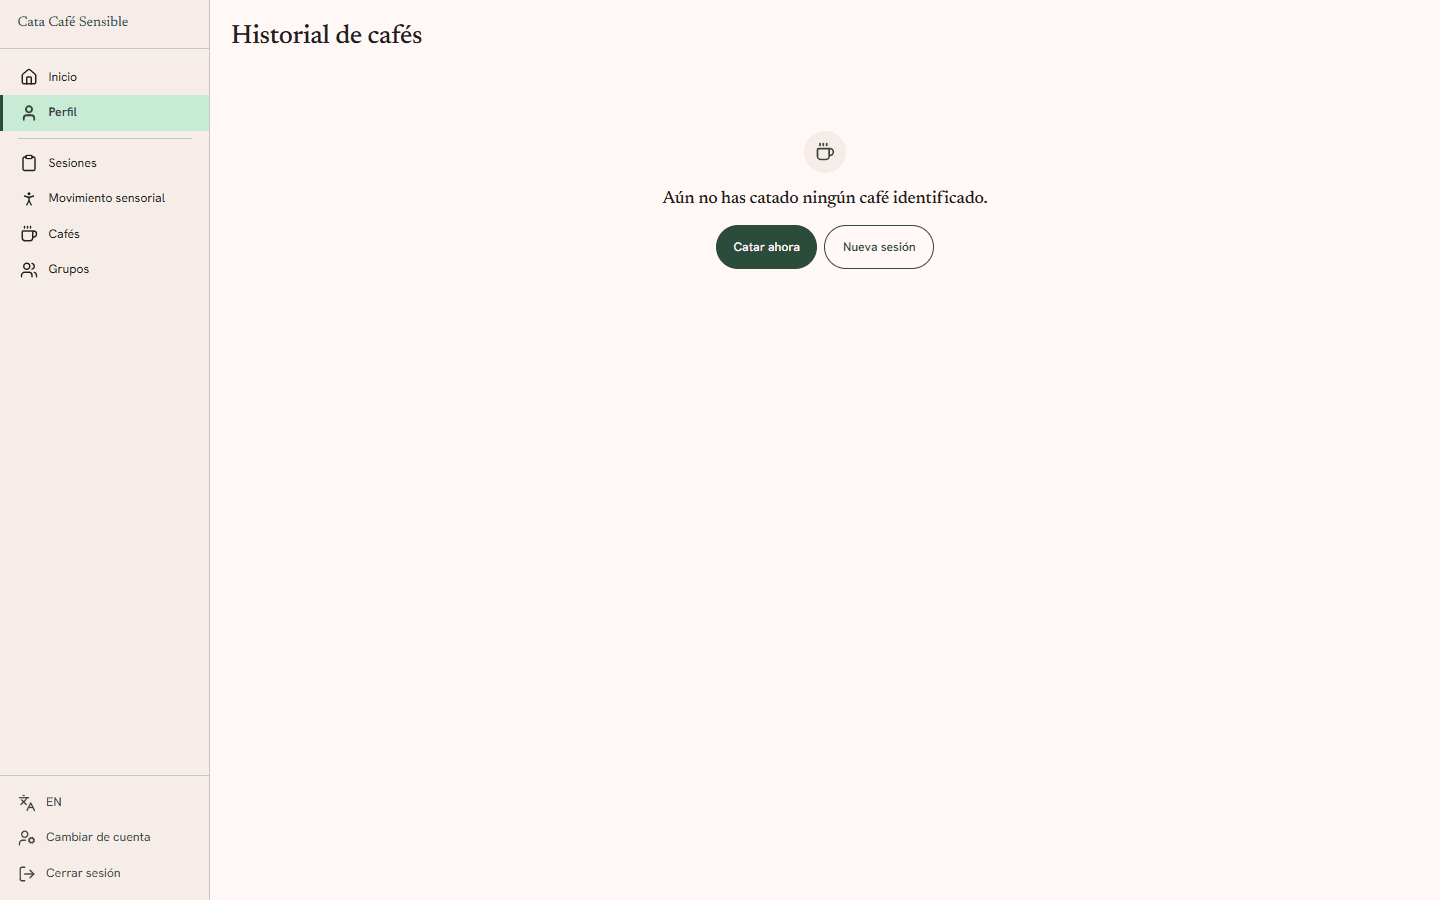 Cata Café Sensible
Inicio
Perfil
Sesiones
Movimiento sensorial
Cafés
Grupos
EN
Cambiar de cuenta
Cerrar sesión
Historial de cafés
Aún no has catado ningún café identificado.
Catar ahora
Nueva sesión